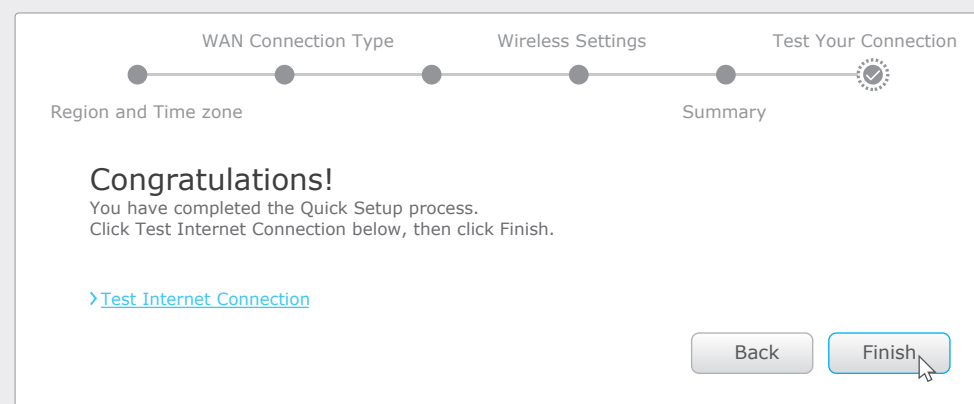 WAN Connection Type Wireless Settings Test Your Connection
Region and Time zone Summary
Congratulations!
You have completed the Quick Setup process.
Click Test Internet Connection below, then click Finish.
Test Internet Connection
Back Finish